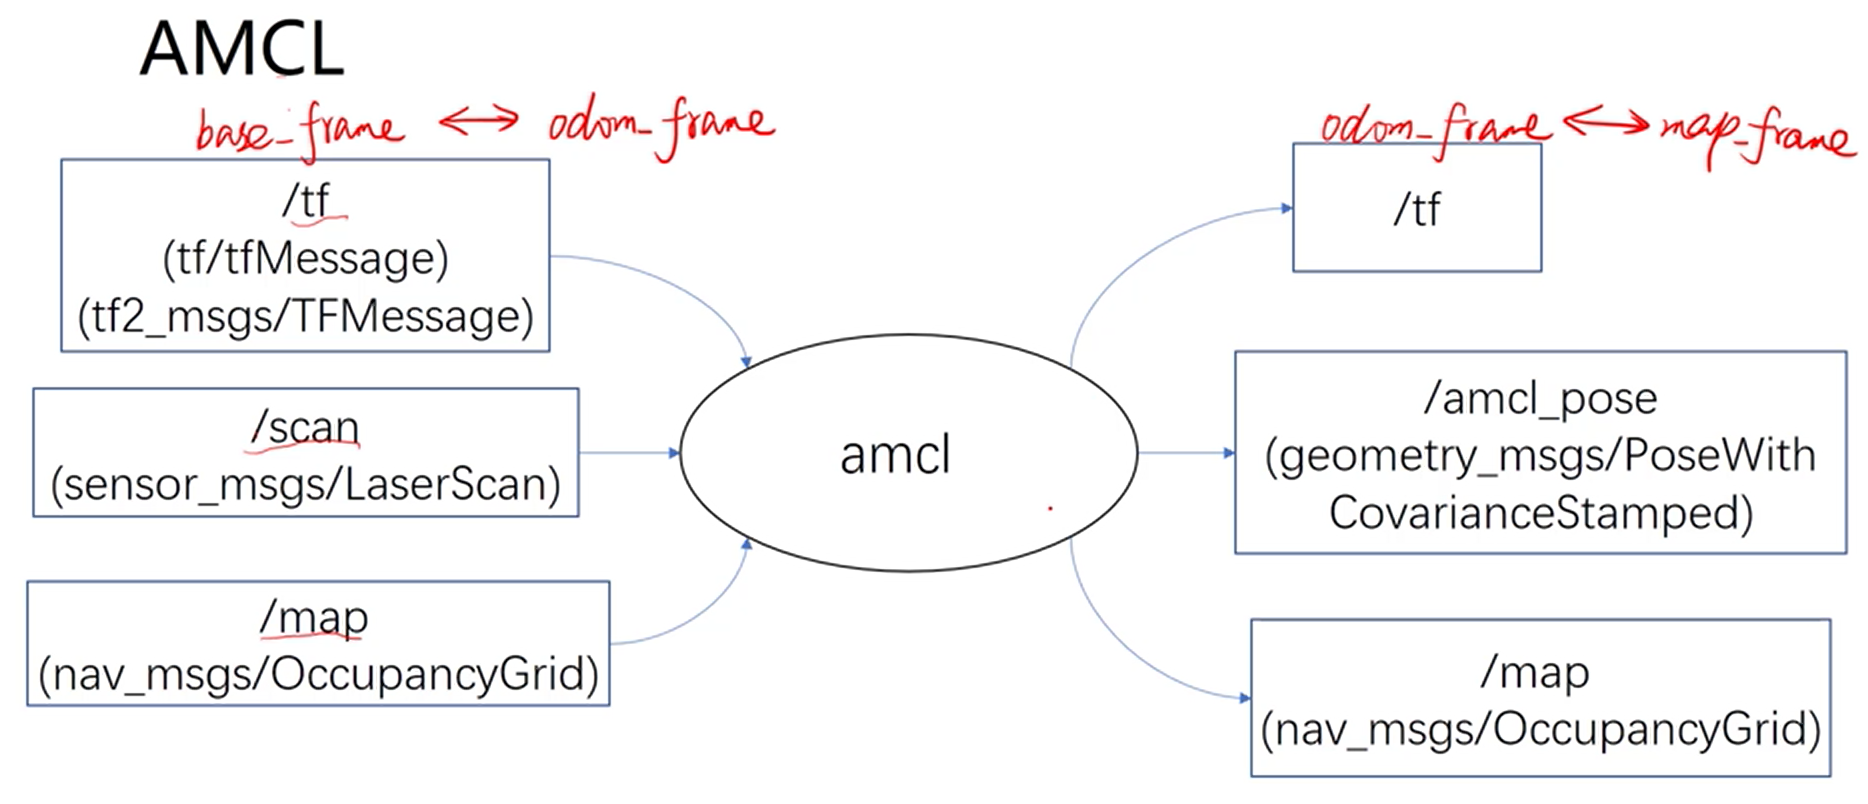 AMCL
base_frame ↔ odom_frame
odom_frame ↔ map_frame
/tf
(tf/tfMessage)
(tf2_msgs/TFMessage)
/scan
(sensor_msgs/LaserScan)
/map
(nav_msgs/OccupancyGrid)
amcl
/tf
/amcl_pose
(geometry_msgs/PoseWith
CovarianceStamped)
/map
(nav_msgs/OccupancyGrid)